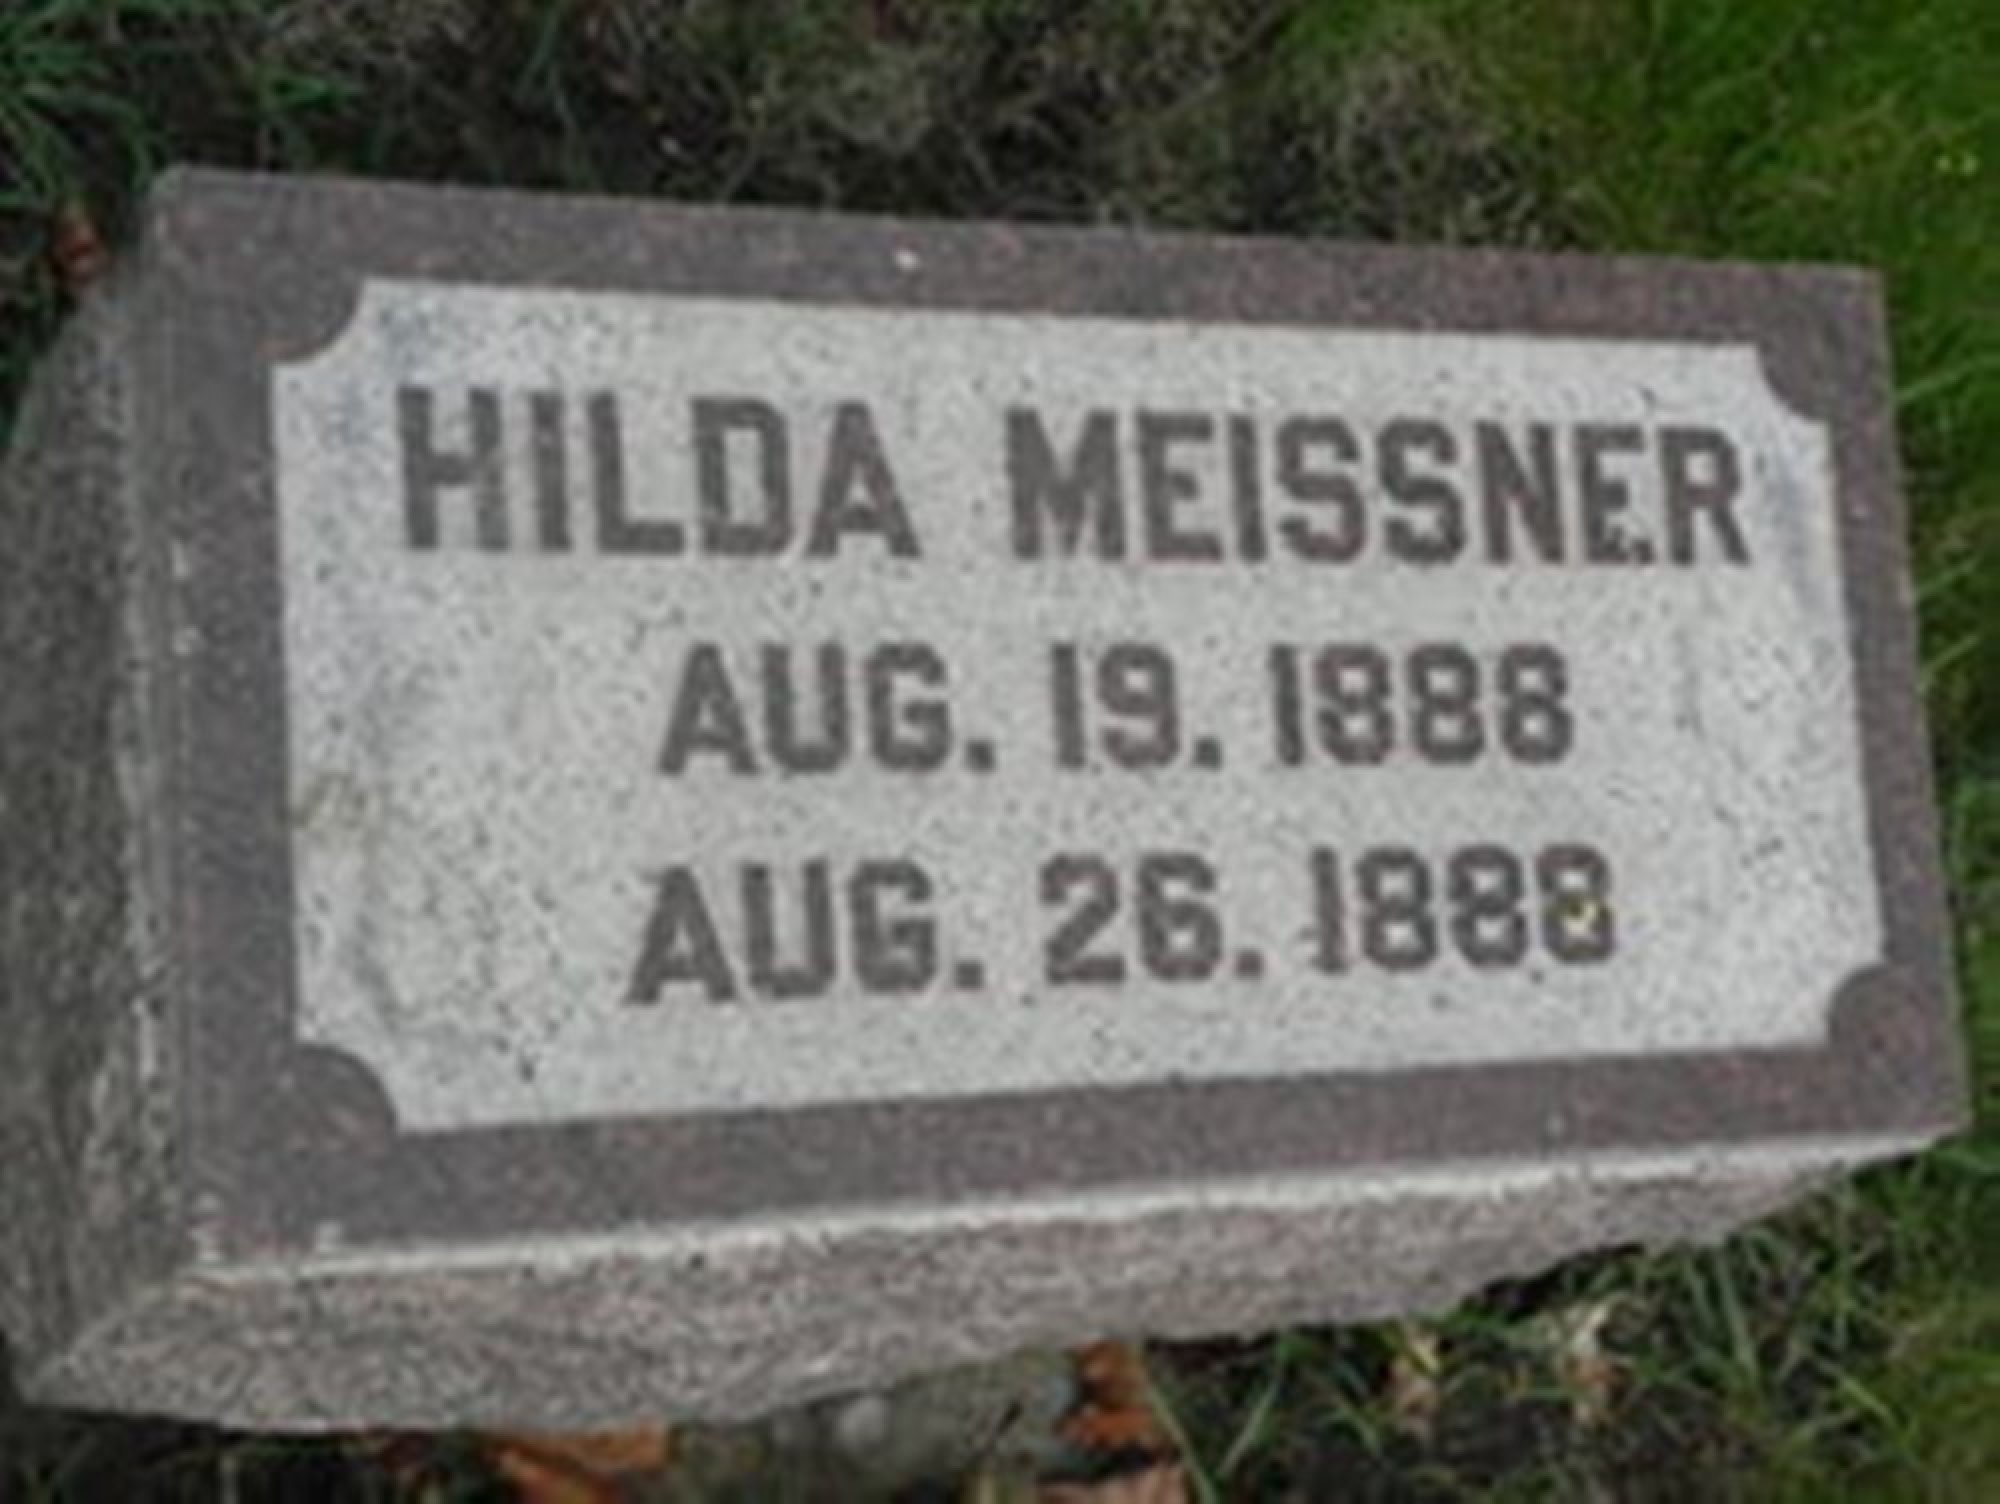 HILDA MEISSNER
AUG. 19. 1888
AUG. 26. 1888